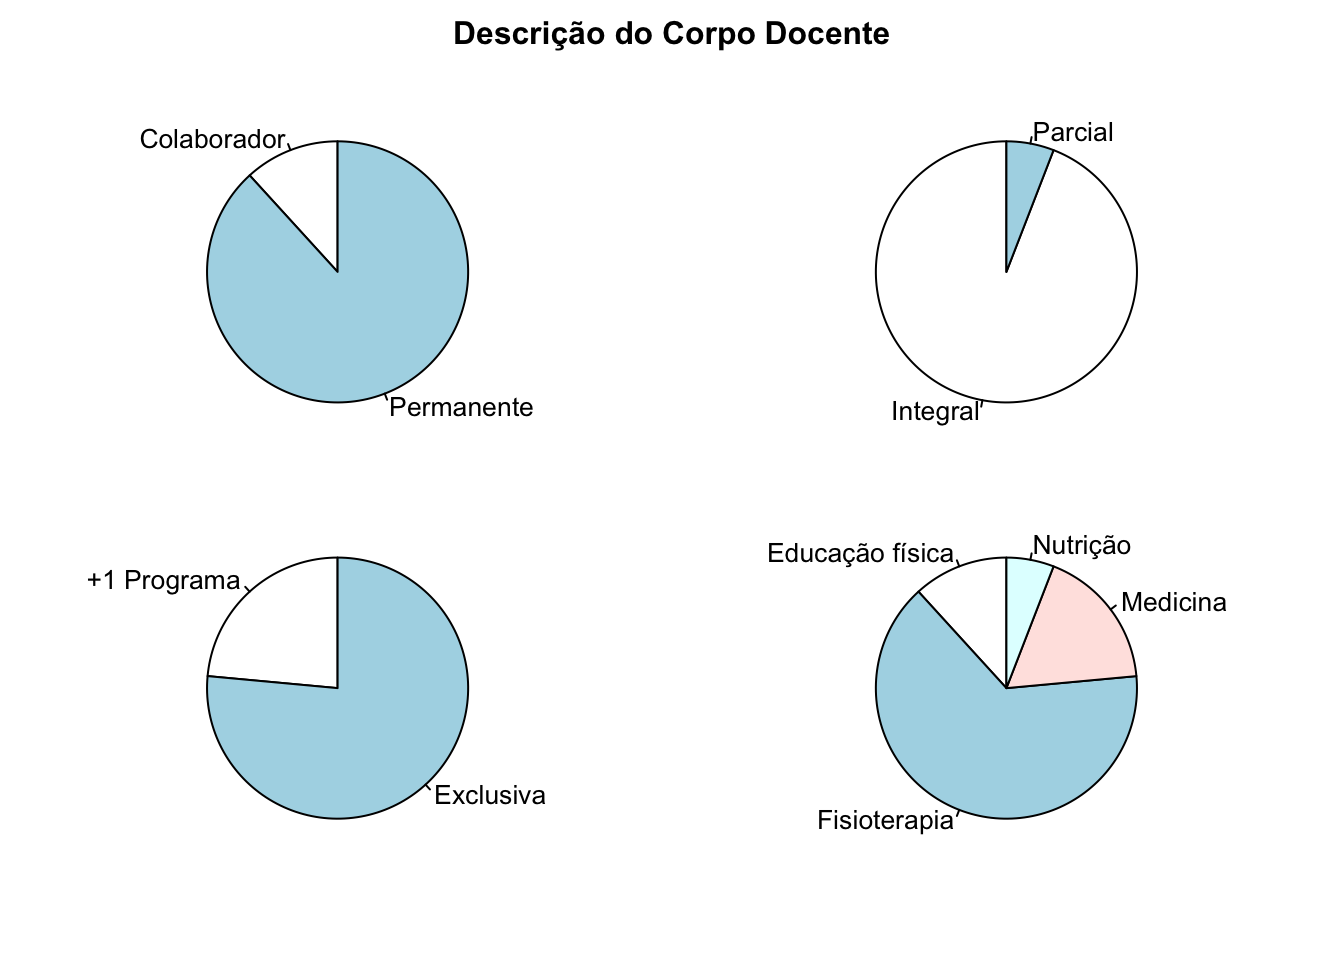 Descrição do Corpo Docente
Colaborador
Permanente
Parcial
Integral
+1 Programa
Exclusiva
Educação física
Nutrição
Medicina
Fisioterapia